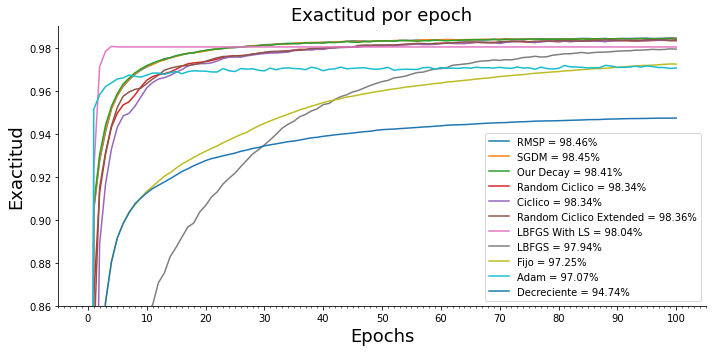 Exactitud por epoch
Exactitud
0.98
0.96
0.94
0.92
0.90
0.88
0.86
RMSP = 98.46%
SGDM = 98.45%
Our Decay = 98.41%
Random Ciclico = 98.34%
Ciclico = 98.34%
Random Ciclico Extended = 98.36%
LBFGS With LS = 98.04%
LBFGS = 97.94%
Fijo = 97.25%
Adam = 97.07%
Decreciente = 94.74%
0 10 20 30 40 50 60 70 80 90 100
Epochs